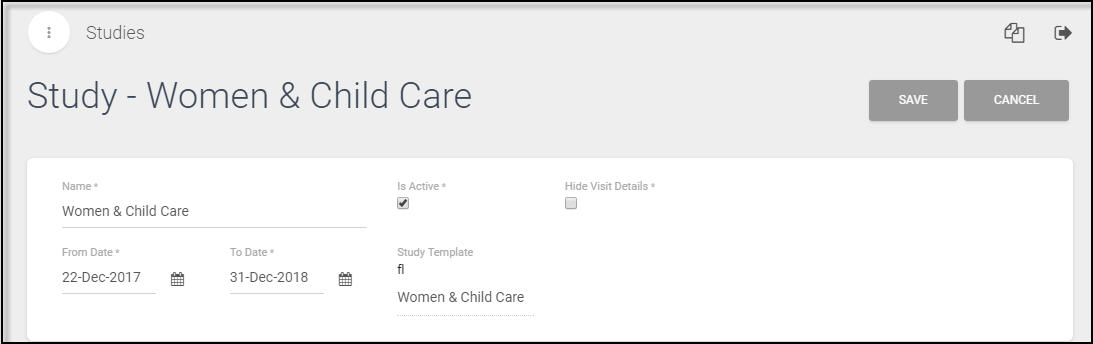 Studies
Study - Women & Child Care
SAVE
CANCEL
Name *
Is Active *
Hide Visit Details *
Women & Child Care
From Date *
To Date *
Study Template
22-Dec-2017
31-Dec-2018
fl
Women & Child Care